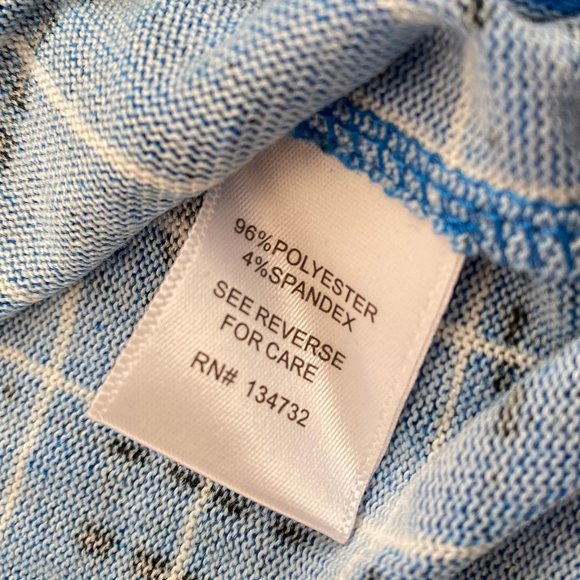 96%POLYESTER
4%SPANDEX
SEE REVERSE
FOR CARE
RN# 134732